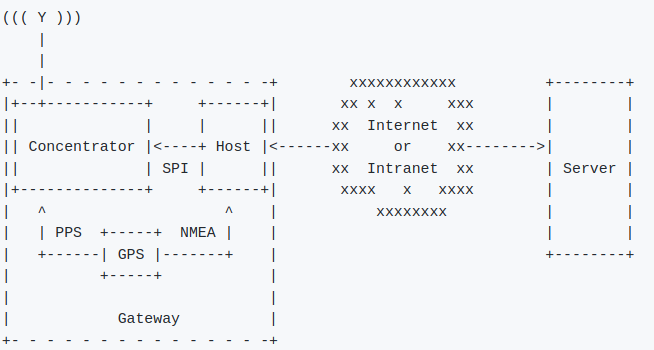 ((( Y )))
     |
     |
+- -|- - - - - - - - - - - - -+        xxxxxxxxxxxx          +--------+
|+--+-----------+     +------+|       xx x  x     xxx        |        |
||              |     |      ||      xx  Internet  xx        |        |
|| Concentrator |<----+ Host |<------xx     or    xx-------->|        |
||              | SPI |      ||      xx  Intranet  xx        | Server |
|+--------------+     +------+|       xxxx   x   xxxx        |        |
|   ^                    ^    |           xxxxxxxx           |        |
|   | PPS  +-----+  NMEA |    |                              |        |
|   +------| GPS |-------+    |                              +--------+
|          +-----+            |
|                             |
|            Gateway          |
+- - - - - - - - - - - - - - -+